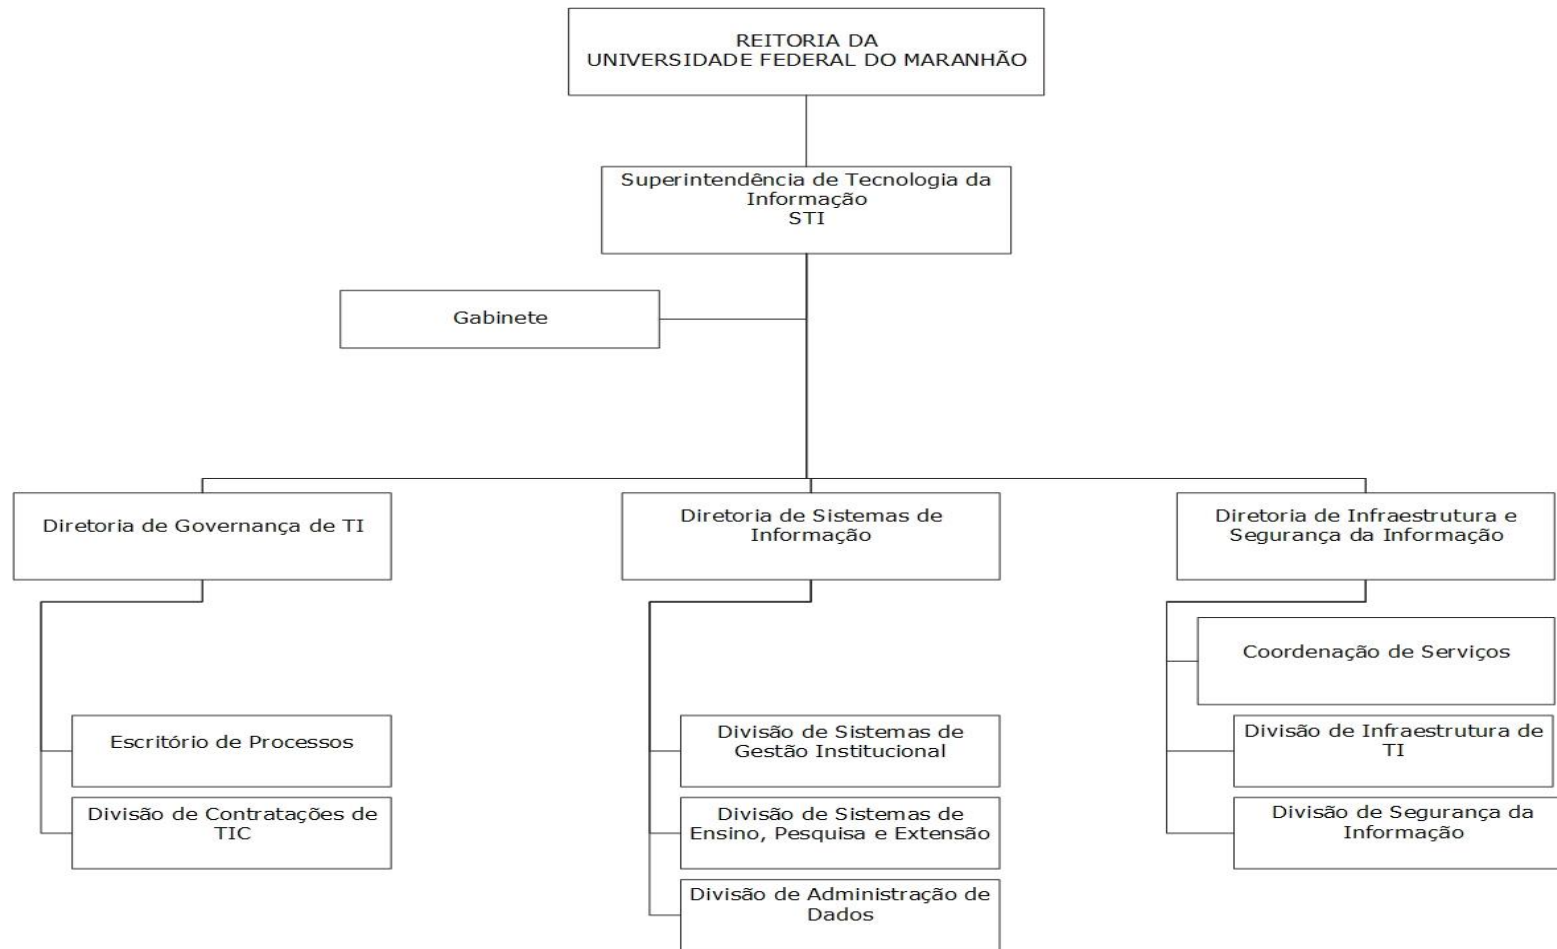 REITORIA DA
UNIVERSIDADE FEDERAL DO MARANHÃO
Superintendência de Tecnologia da
Informação
STI
Gabinete
Diretoria de Governança de TI
Escritório de Processos
Divisão de Contratações de
TIC
Diretoria de Sistemas de
Informação
Divisão de Sistemas de
Gestão Institucional
Divisão de Sistemas de
Ensino, Pesquisa e Extensão
Divisão de Administração de
Dados
Diretoria de Infraestrutura e
Segurança da Informação
Coordenação de Serviços
Divisão de Infraestrutura de
TI
Divisão de Segurança da
Informação